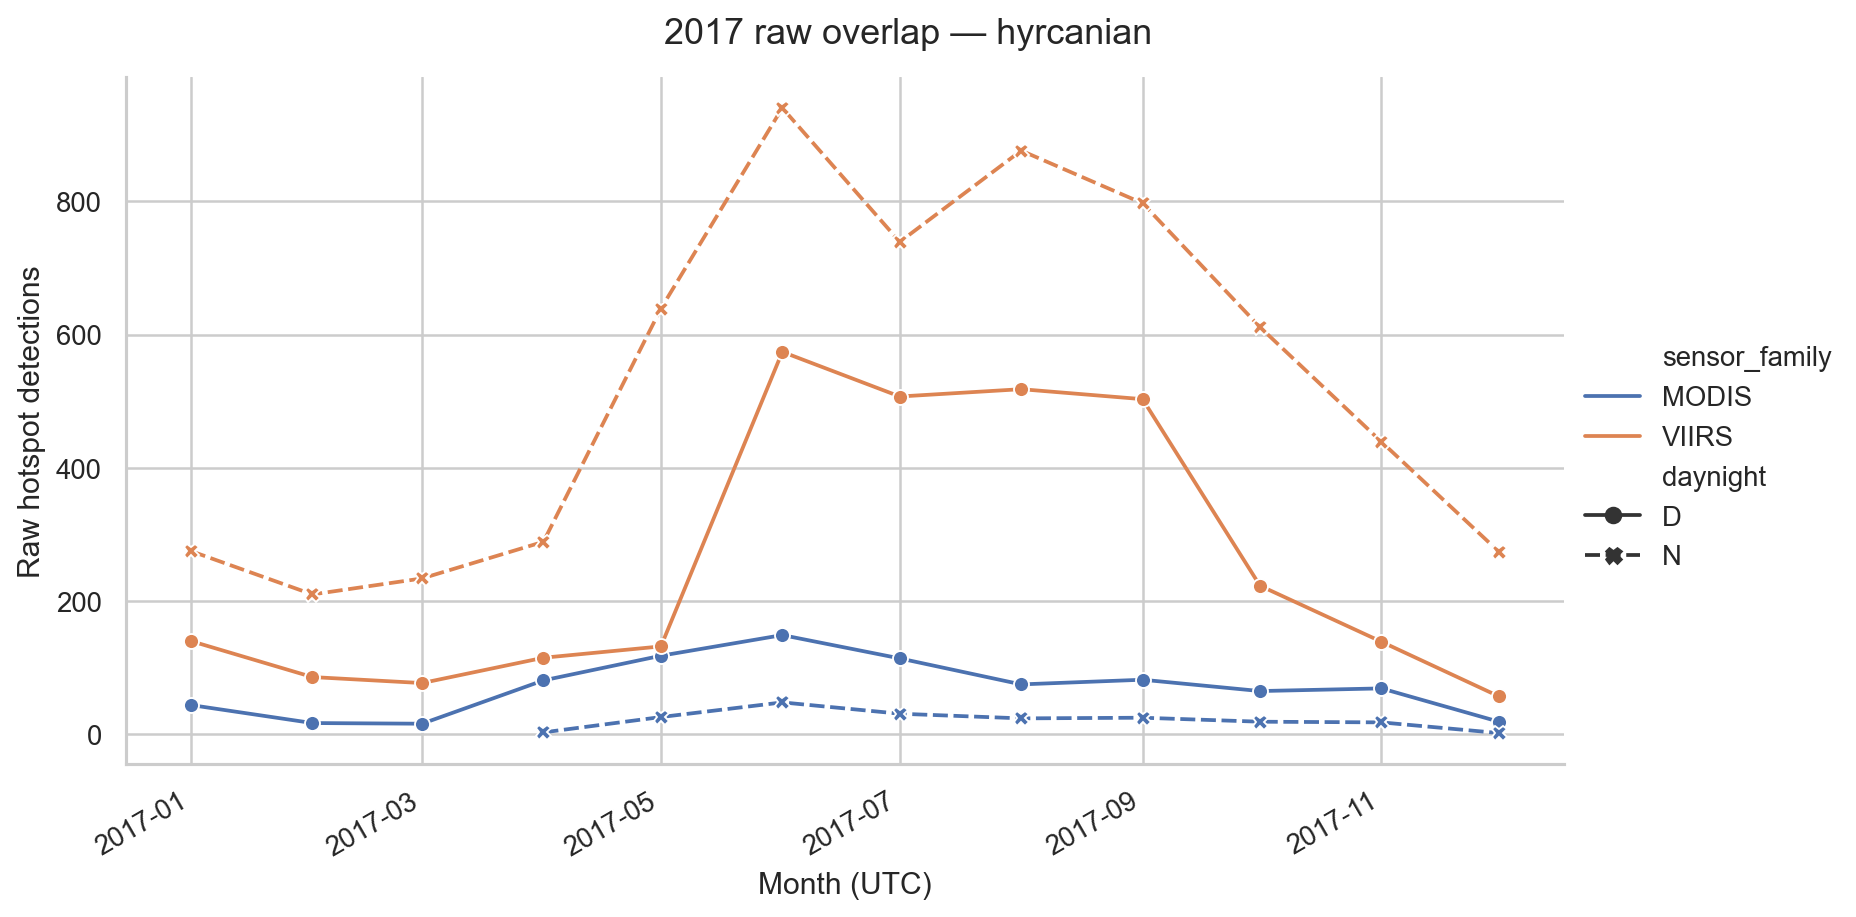 2017 raw overlap — hyrcanian
Raw hotspot detections
800
600
400
200
0
2017-01
2017-03
2017-05
2017-07
2017-09
2017-11
Month (UTC)
sensor_family
MODIS
VIIRS
daynight
D
N